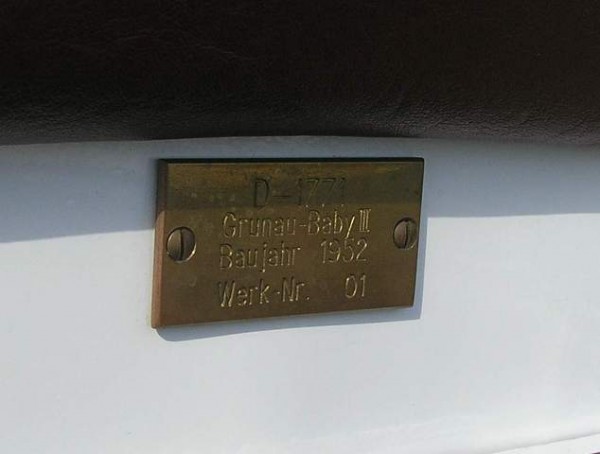 D-1771
Grunau-Baby III
Baujahr 1952
Werk-Nr. 01